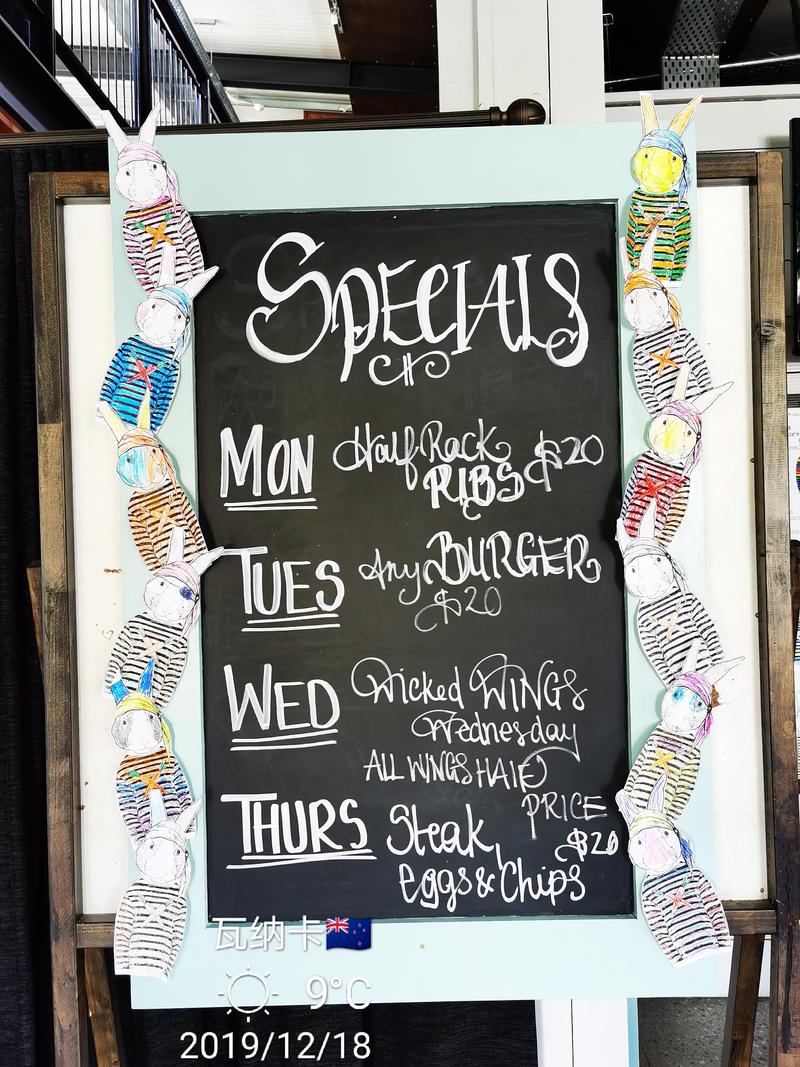 SPECIALS
MON Half Rack $20
RIBS
TUES Any BURGER
$20
WED Wicked WINGS
Wednesday
ALL WINGS HALF
PRICE
THURS Steak, $20
eggs & Chips
瓦纳卡
9°C
2019/12/18